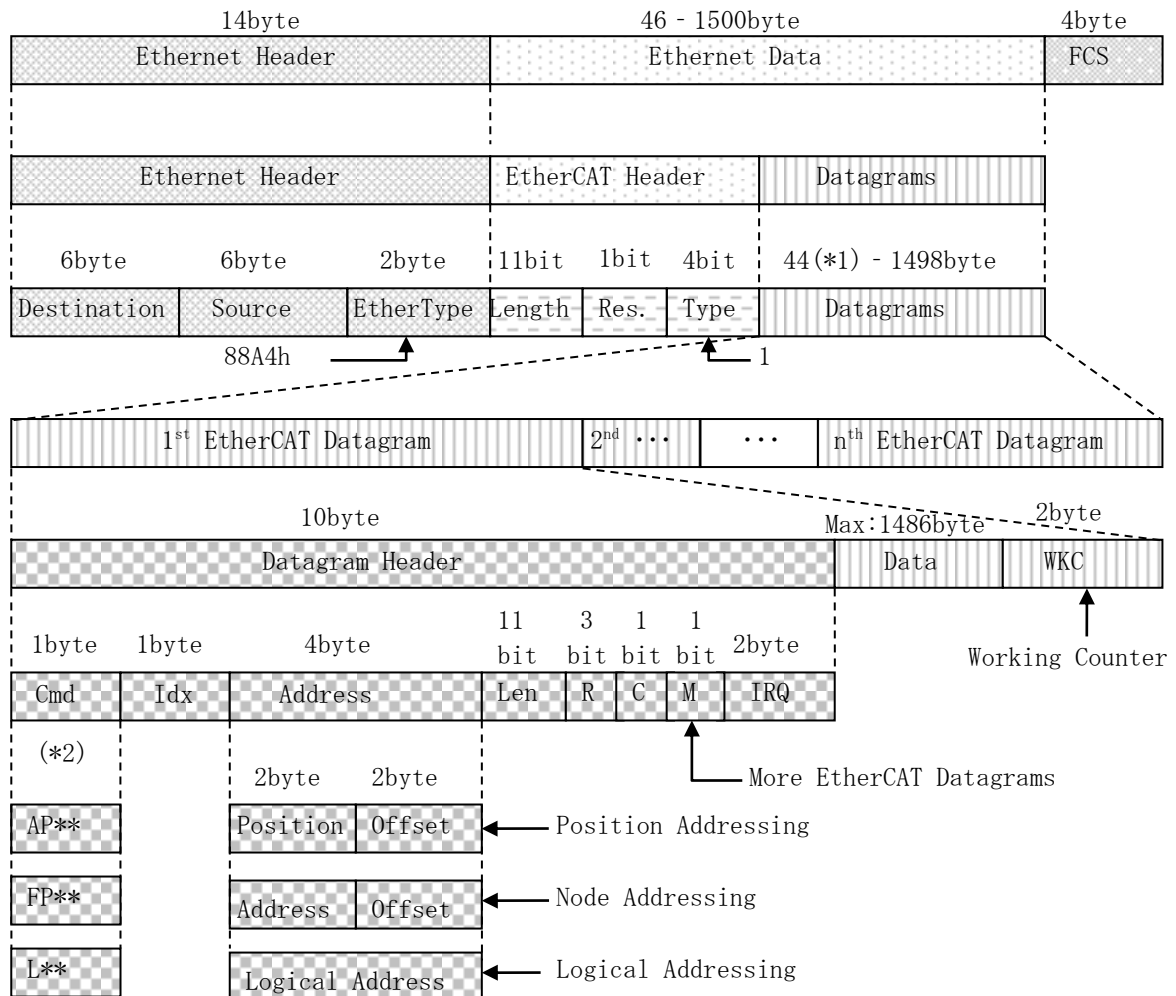 14byte 46 - 1500byte 4byte
Ethernet Header Ethernet Data FCS
Ethernet Header EtherCAT Header Datagrams
6byte 6byte 2byte 11bit 1bit 4bit 44(*1) - 1498byte
Destination Source EtherType Length Res. Type Datagrams
88A4h 1
1st EtherCAT Datagram 2nd ··· ··· nth EtherCAT Datagram
10byte Max:1486byte 2byte
Datagram Header Data WKC
Working Counter
1byte 1byte 4byte 11 bit 3 bit 1 bit 1 bit 2byte
Cmd Idx Address Len R C M IRQ
(*2)
More EtherCAT Datagrams
2byte 2byte
AP** Position Offset Position Addressing
FP** Address Offset Node Addressing
L** Logical Address Logical Addressing